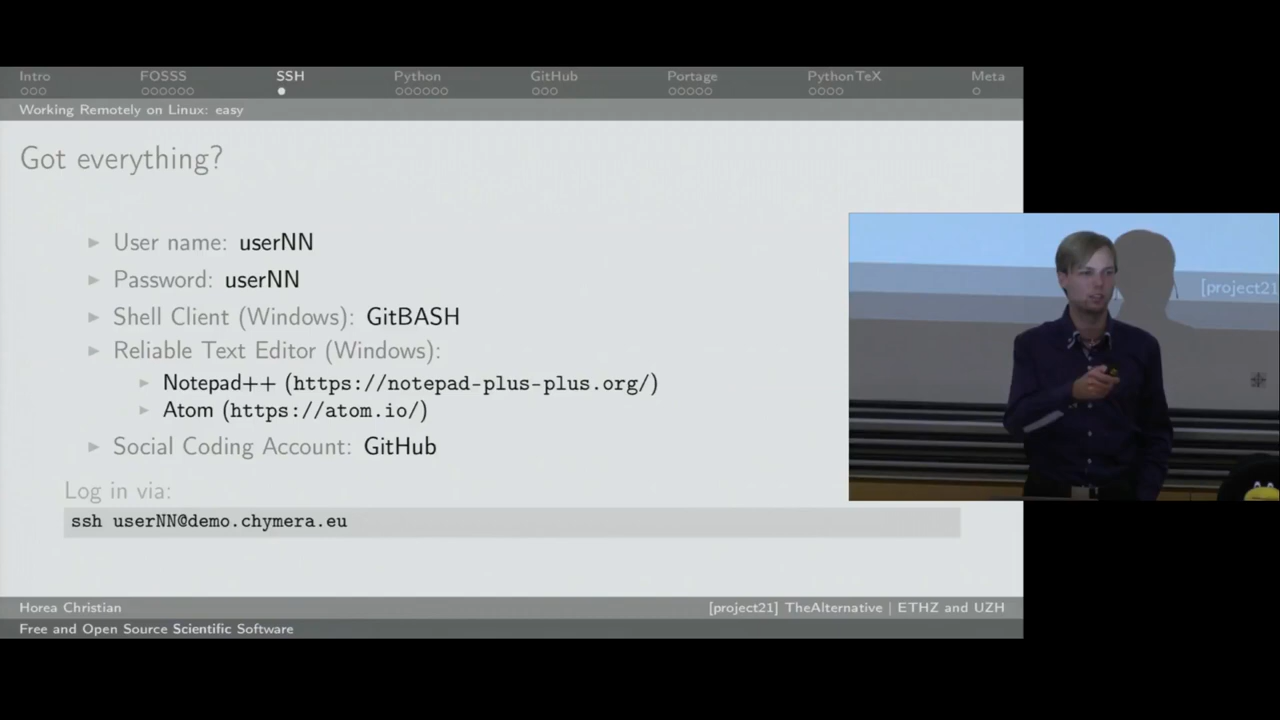 Intro FOSSS SSH Python GitHub Portage PythonTeX Meta
Working Remotely on Linux: easy
Got everything?
User name: userNN
Password: userNN
Shell Client (Windows): GitBASH
Reliable Text Editor (Windows):
Notepad++ (https://notepad-plus-plus.org/)
Atom (https://atom.io/)
Social Coding Account: GitHub
Log in via:
ssh userNN@demo.chymera.eu
Horea Christian [project21] TheAlternative | ETHZ and UZH
Free and Open Source Scientific Software
[project21